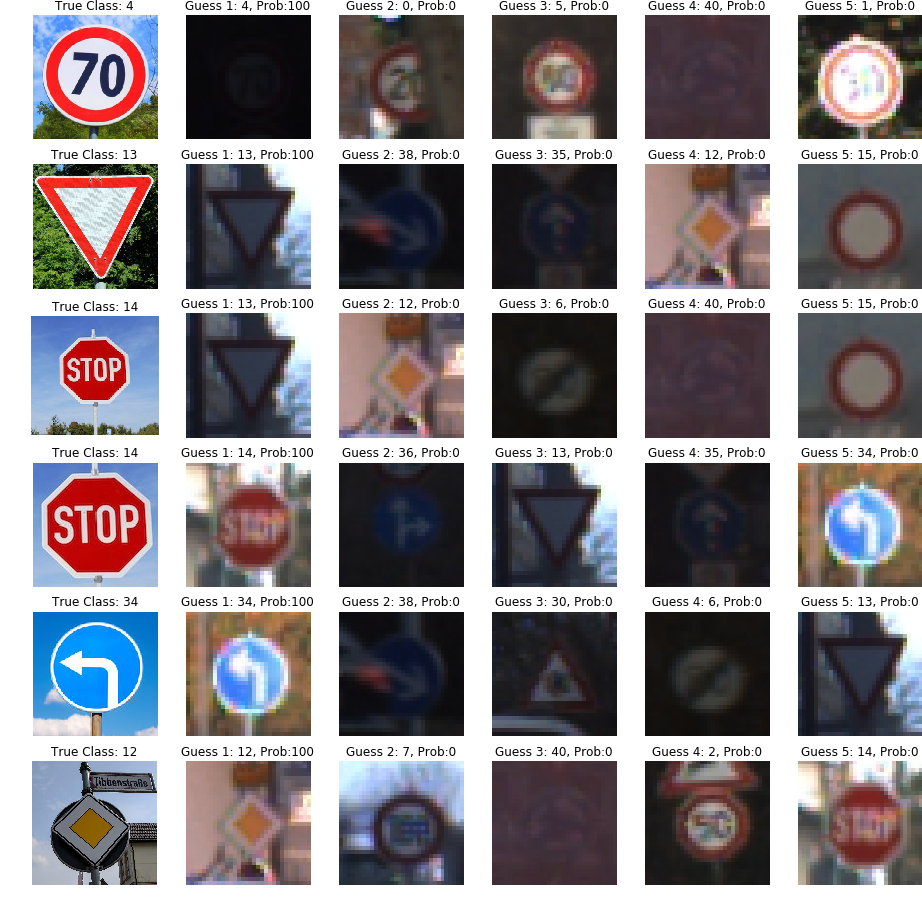 True Class: 4 Guess 1: 4, Prob:100 Guess 2: 0, Prob:0 Guess 3: 5, Prob:0 Guess 4: 40, Prob:0 Guess 5: 1, Prob:0
70 70
True Class: 13 Guess 1: 13, Prob:100 Guess 2: 38, Prob:0 Guess 3: 35, Prob:0 Guess 4: 12, Prob:0 Guess 5: 15, Prob:0
True Class: 14 Guess 1: 13, Prob:100 Guess 2: 12, Prob:0 Guess 3: 6, Prob:0 Guess 4: 40, Prob:0 Guess 5: 15, Prob:0
STOP
True Class: 14 Guess 1: 14, Prob:100 Guess 2: 36, Prob:0 Guess 3: 13, Prob:0 Guess 4: 35, Prob:0 Guess 5: 34, Prob:0
STOP STOP
True Class: 34 Guess 1: 34, Prob:100 Guess 2: 38, Prob:0 Guess 3: 30, Prob:0 Guess 4: 6, Prob:0 Guess 5: 13, Prob:0
True Class: 12 Guess 1: 12, Prob:100 Guess 2: 7, Prob:0 Guess 3: 40, Prob:0 Guess 4: 2, Prob:0 Guess 5: 14, Prob:0
Tibbenstraße